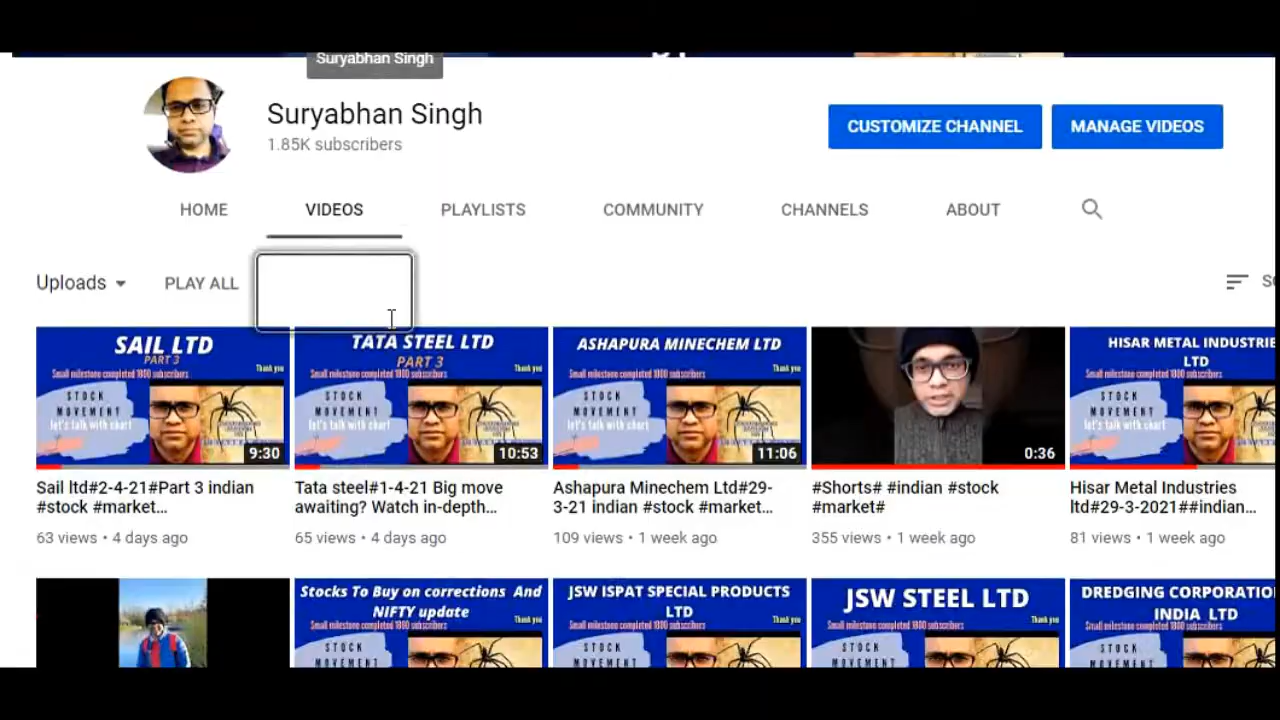 Suryabhan Singh
Suryabhan Singh
1.85K subscribers
CUSTOMIZE CHANNEL
MANAGE VIDEOS
HOME
VIDEOS
PLAYLISTS
COMMUNITY
CHANNELS
ABOUT
Uploads
PLAY ALL
SAIL LTD
PART 3
Small milestone completed 1800 subscribers
Thank you
STOCK
MOVEMENT
let's talk with chart
9:30
TATA STEEL LTD
PART 3
Small milestone completed 1800 subscribers
Thank you
STOCK
MOVEMENT
let's talk with chart
10:53
ASHAPURA MINECHEM LTD
Small milestone completed 1800 subscribers
Thank you
STOCK
MOVEMENT
let's talk with chart
11:06
0:36
HISAR METAL INDUSTRIE
LTD
Small milestone completed 1800 subscribers
STOCK
MOVEMENT
let's talk with chart
Sail ltd#2-4-21#Part 3 indian
#stock #market...
63 views • 4 days ago
Tata steel#1-4-21 Big move
awaiting? Watch in-depth...
65 views • 4 days ago
Ashapura Minechem Ltd#29-
3-21 indian #stock #market...
109 views • 1 week ago
#Shorts# #indian #stock
#market#
355 views • 1 week ago
Hisar Metal Industries
ltd#29-3-2021##indian...
81 views • 1 week ago
Stocks To Buy on corrections And
NIFTY update
Small milestone completed 1800 subscribers
Thank you
STOCK
MOVEMENT
JSW ISPAT SPECIAL PRODUCTS
LTD
Small milestone completed 1800 subscribers
Thank you
STOCK
MOVEMENT
JSW STEEL LTD
Small milestone completed 1800 subscribers
Thank you
STOCK
MOVEMENT
DREDGING CORPORATIO
INDIA LTD
Small milestone completed 1800 subscribers
STOCK
MOVEMENT